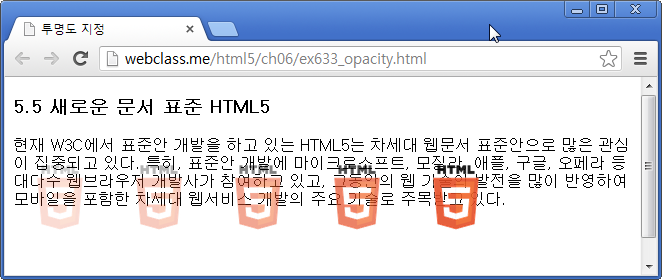 투명도 지정
webclass.me/html5/ch06/ex633_opacity.html
5.5 새로운 문서 표준 HTML5
현재 W3C에서 표준안 개발을 하고 있는 HTML5는 차세대 웹문서 표준안으로 많은 관심
이 집중되고 있다. 특히, 표준안 개발에 마이크로소프트, 모질라, 애플, 구글, 오페라 등
대다수 웹브라우저 개발사가 참여하고 있고, 그동안의 웹 기술의 발전을 많이 반영하여
모바일을 포함한 차세대 웹서비스 개발의 주요 기술로 주목받고 있다.
HTML HTML HTML HTML HTML